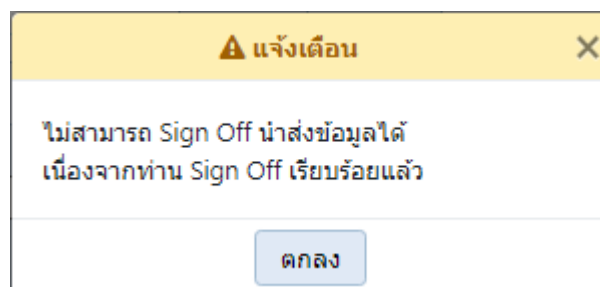 แจ้งเตือน
ไม่สามารถ Sign Off นำส่งข้อมูลได้
เนื่องจากท่าน Sign Off เรียบร้อยแล้ว
ตกลง